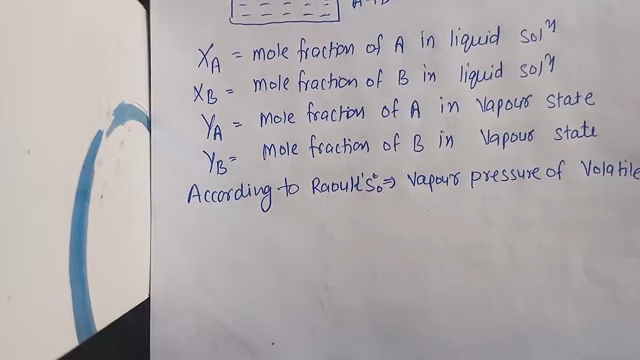 XA = mole fraction of A in liquid solⁿ
XB = mole fraction of B in liquid solⁿ
YA = mole fraction of A in Vapour state
YB = mole fraction of B in Vapour state
According to Raoult's ⇒ Vapour pressure of Volatile